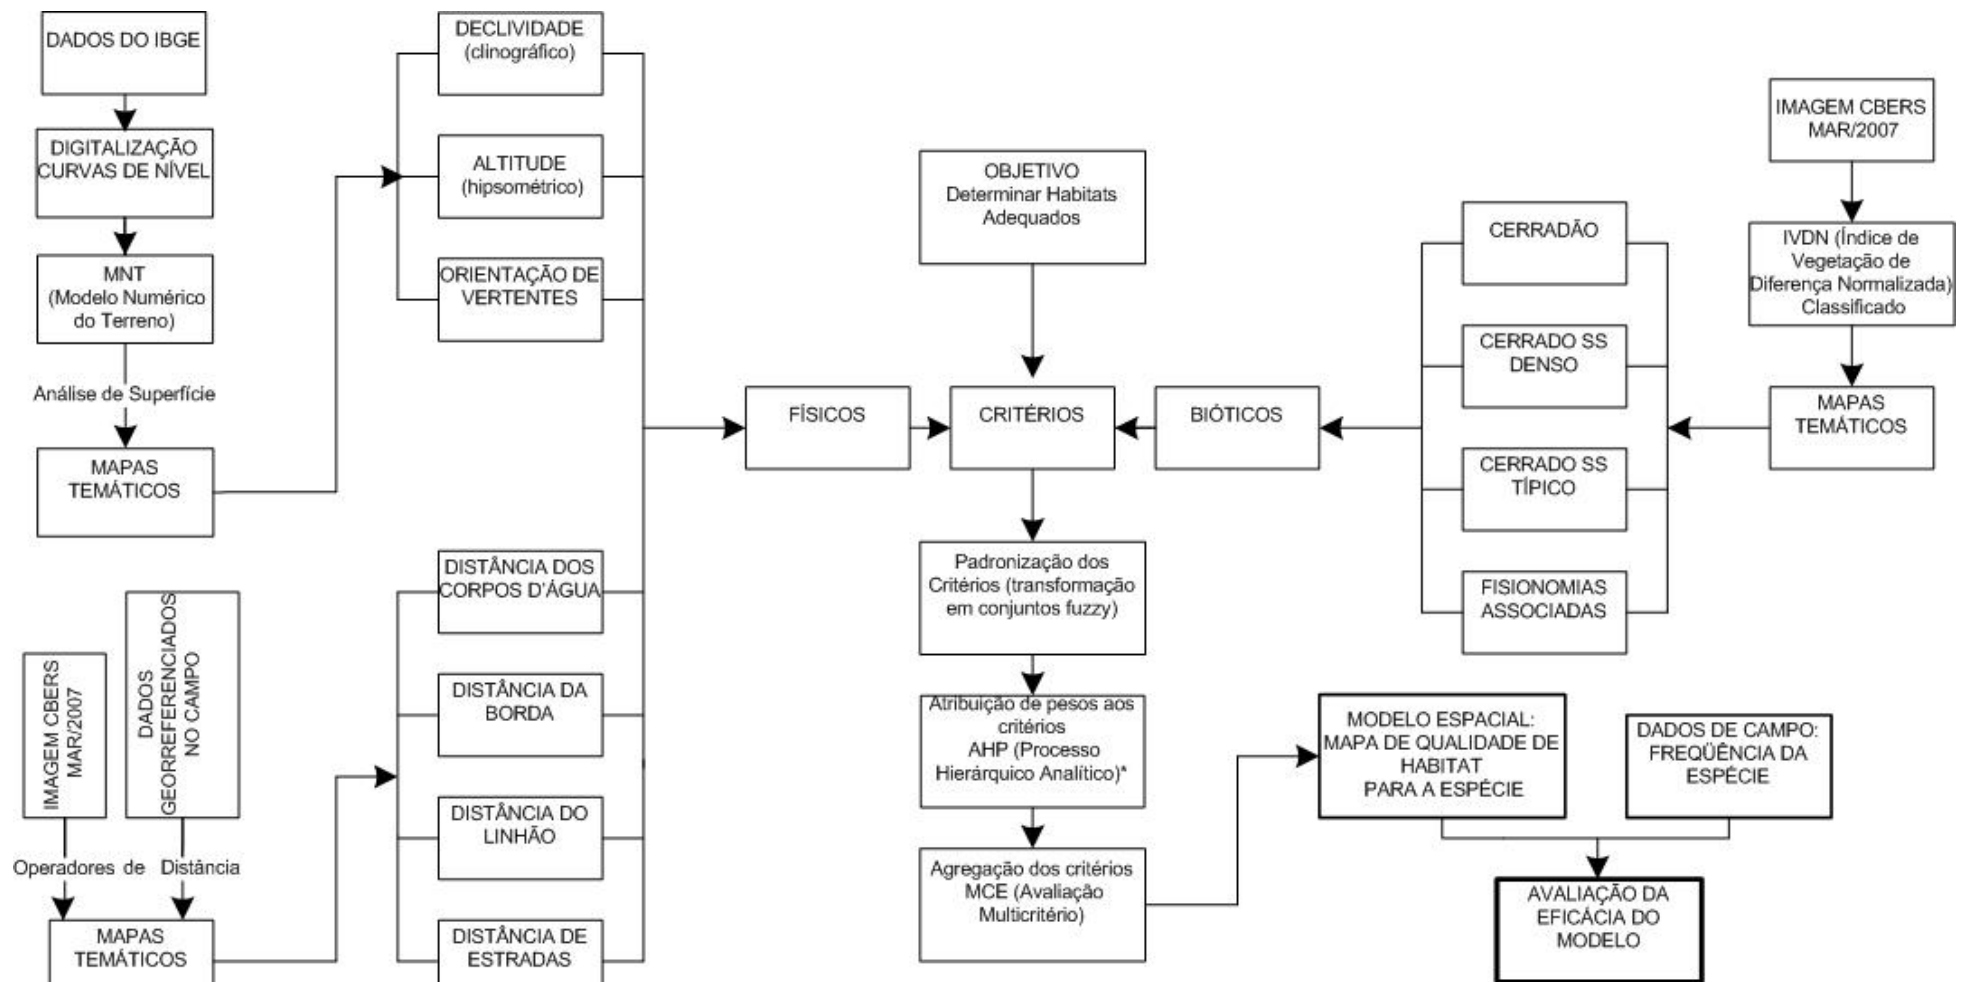 DADOS DO IBGE
DIGITALIZAÇÃO
CURVAS DE NÍVEL
MNT
(Modelo Numérico
do Terreno)
Análise de Superfície
MAPAS
TEMÁTICOS
IMAGEM CBERS
MAR/2007
DADOS
GEORREFERENCIADOS
NO CAMPO
Operadores de Distância
MAPAS
TEMÁTICOS
DECLIVIDADE
(clinográfico)
ALTITUDE
(hipsométrico)
ORIENTAÇÃO DE
VERTENTES
DISTÂNCIA DOS
CORPOS D'ÁGUA
DISTÂNCIA DA
BORDA
DISTÂNCIA DO
LINHÃO
DISTÂNCIA DE
ESTRADAS
FÍSICOS
OBJETIVO
Determinar Habitats
Adequados
CRITÉRIOS
Padronização dos
Critérios (transformação
em conjuntos fuzzy)
Atribuição de pesos aos
critérios
AHP (Processo
Hierárquico Analítico)*
Agregação dos critérios
MCE (Avaliação
Multicritério)
BIÓTICOS
CERRADÃO
CERRADO SS
DENSO
CERRADO SS
TÍPICO
FISIONOMIAS
ASSOCIADAS
IMAGEM CBERS
MAR/2007
IVDN (Índice de
Vegetação de
Diferença Normalizada)
Classificado
MAPAS
TEMÁTICOS
MODELO ESPACIAL:
MAPA DE QUALIDADE DE
HABITAT
PARA A ESPÉCIE
DADOS DE CAMPO:
FREQÜÊNCIA DA
ESPÉCIE
AVALIAÇÃO DA
EFICÁCIA DO
MODELO